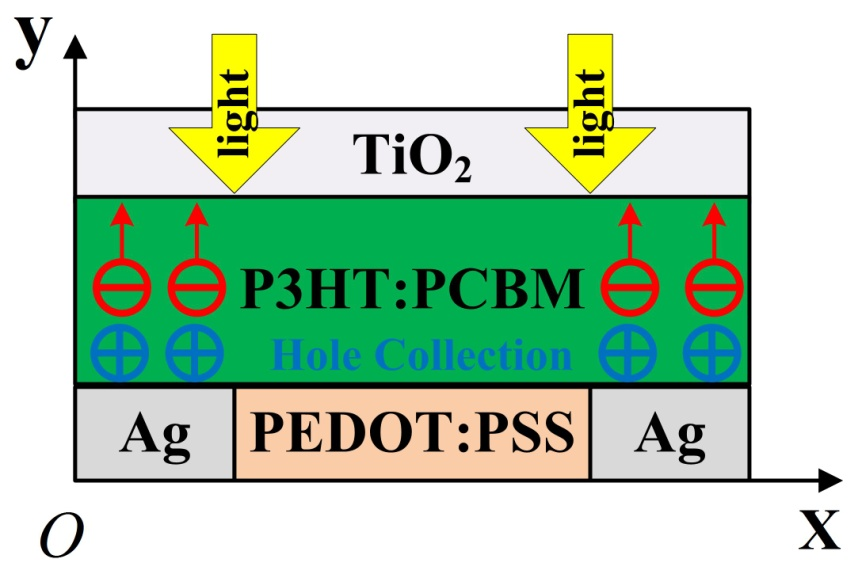 y
light
light
TiO₂
P3HT:PCBM
Hole Collection
Ag
PEDOT:PSS
Ag
O
x